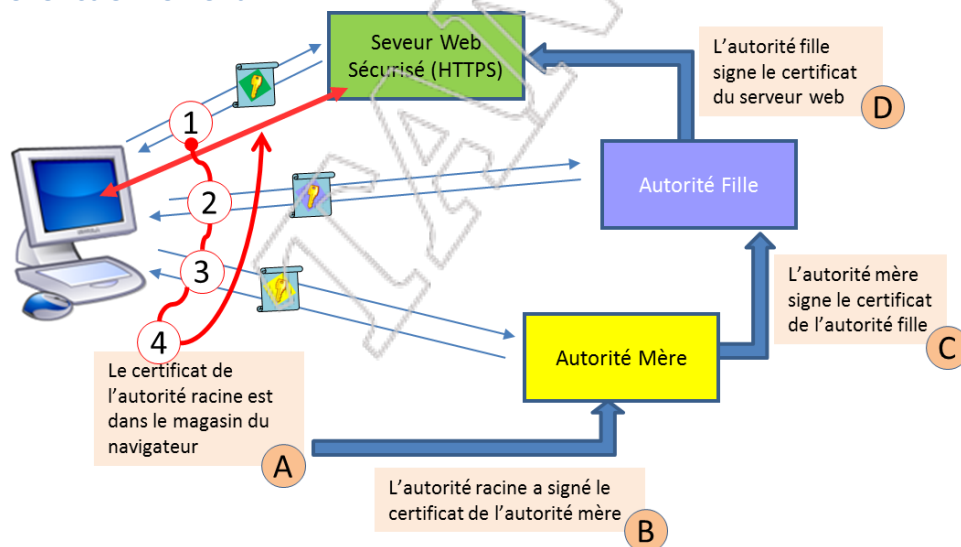 Seveur Web
Sécurisé (HTTPS)
L'autorité fille
signe le certificat
du serveur web
D
1
Autorité Fille
2
3
L'autorité mère
signe le certificat
de l'autorité fille
C
4
Autorité Mère
Le certificat de
l'autorité racine est
dans le magasin du
navigateur
A
L'autorité racine a signé le
certificat de l'autorité mère
B